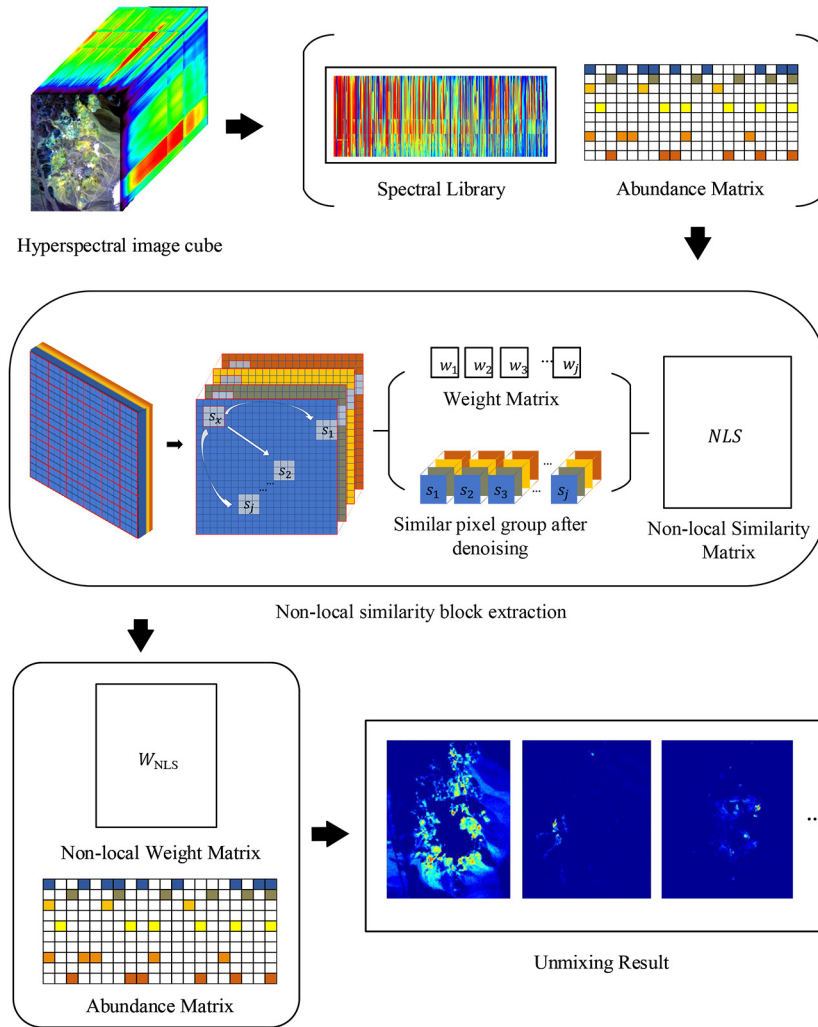 Spectral Library
Abundance Matrix
Hyperspectral image cube
w₁ w₂ w₃ ... wⱼ
Weight Matrix
sₓ
s₁
s₂
......
sⱼ
s₁ s₂ s₃ ... sⱼ
...
Similar pixel group after
denoising
NLS
Non-local Similarity
Matrix
Non-local similarity block extraction
W_NLS
Non-local Weight Matrix
Abundance Matrix
...
Unmixing Result